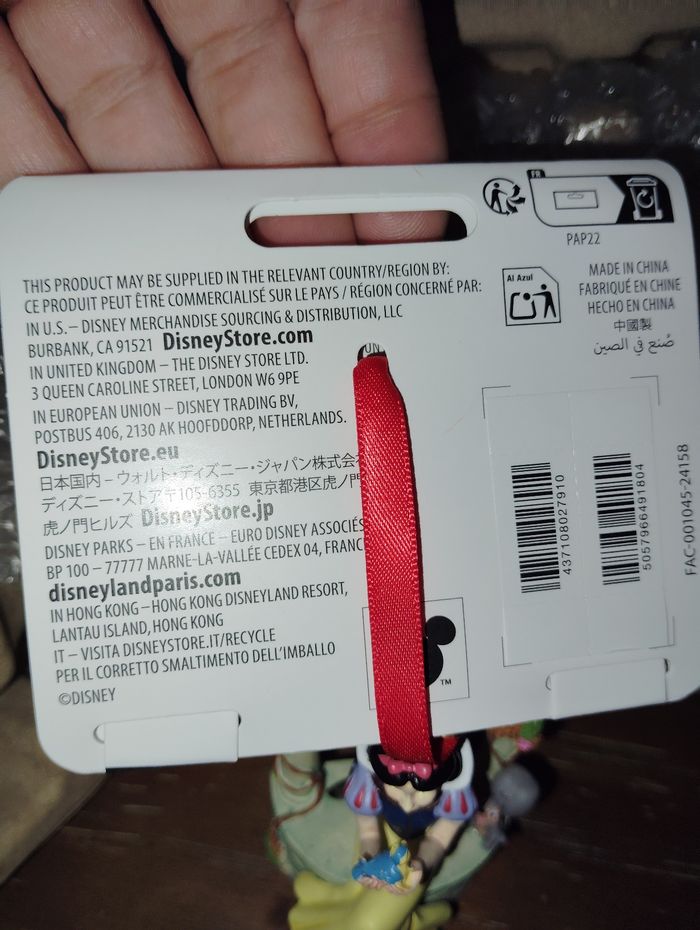 FR
PAP22
THIS PRODUCT MAY BE SUPPLIED IN THE RELEVANT COUNTRY/REGION BY:
CE PRODUIT PEUT ÊTRE COMMERCIALISÉ SUR LE PAYS / RÉGION CONCERNÉ PAR:
IN U.S. – DISNEY MERCHANDISE SOURCING & DISTRIBUTION, LLC
BURBANK, CA 91521 DisneyStore.com
IN UNITED KINGDOM – THE DISNEY STORE LTD.
3 QUEEN CAROLINE STREET, LONDON W6 9PE
IN EUROPEAN UNION – DISNEY TRADING BV,
POSTBUS 406, 2130 AK HOOFDDORP, NETHERLANDS.
DisneyStore.eu
日本国内 – ウォルト・ディズニー・ジャパン株式会
ディズニー・ストア〒105-6355 東京都港区虎ノ門
虎ノ門ヒルズ DisneyStore.jp
DISNEY PARKS – EN FRANCE – EURO DISNEY ASSOCIÉS
BP 100 – 77777 MARNE-LA-VALLÉE CEDEX 04, FRANC
disneylandparis.com
IN HONG KONG – HONG KONG DISNEYLAND RESORT,
LANTAU ISLAND, HONG KONG
IT – VISITA DISNEYSTORE.IT/RECYCLE
PER IL CORRETTO SMALTIMENTO DELL'IMBALLO
©DISNEY
Al Azul
MADE IN CHINA
FABRIQUÉ EN CHINE
HECHO EN CHINA
中國製
صُنع في الصين
437108027910
5057966491804
FAC-001045-24158
TM